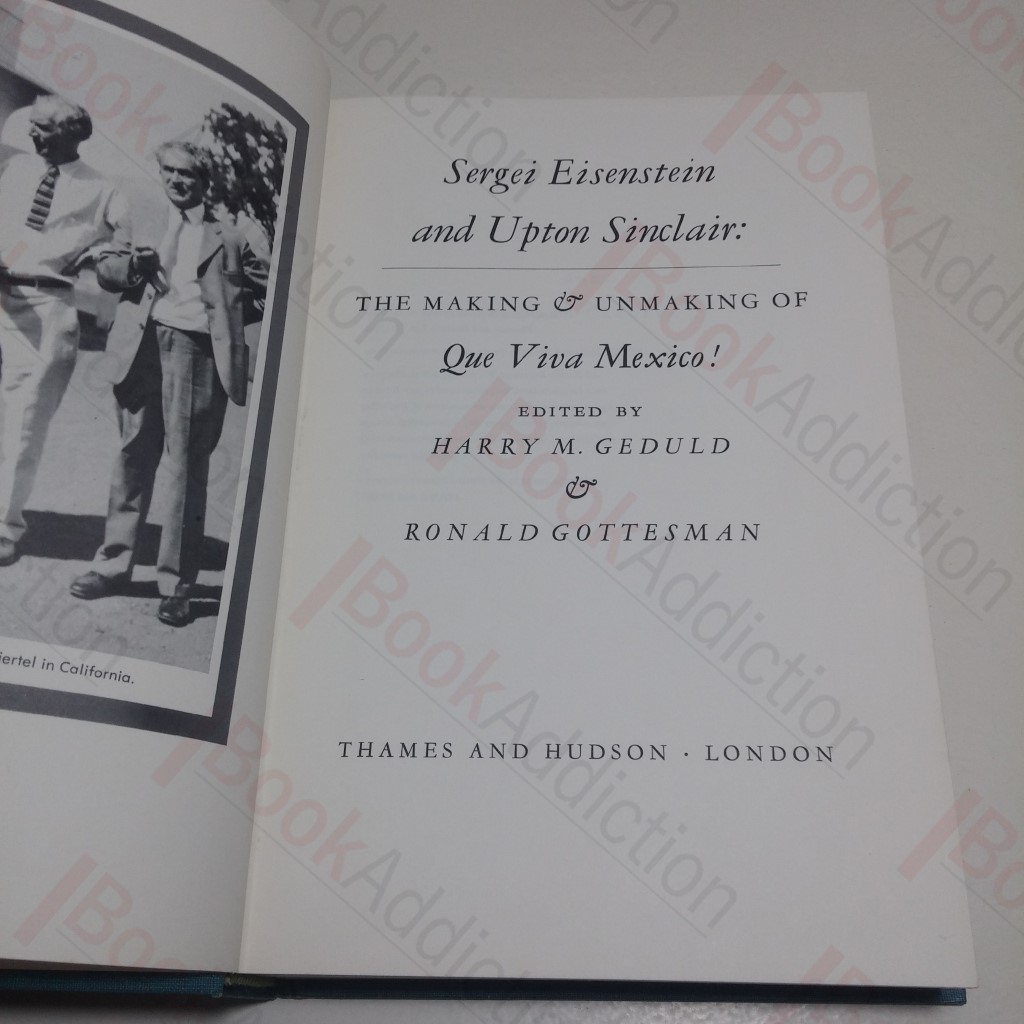 iertel in California.
Sergei Eisenstein
and Upton Sinclair:
THE MAKING & UNMAKING OF
Que Viva Mexico!
EDITED BY
HARRY M. GEDULD
&
RONALD GOTTESMAN
THAMES AND HUDSON · LONDON
BookAddiction